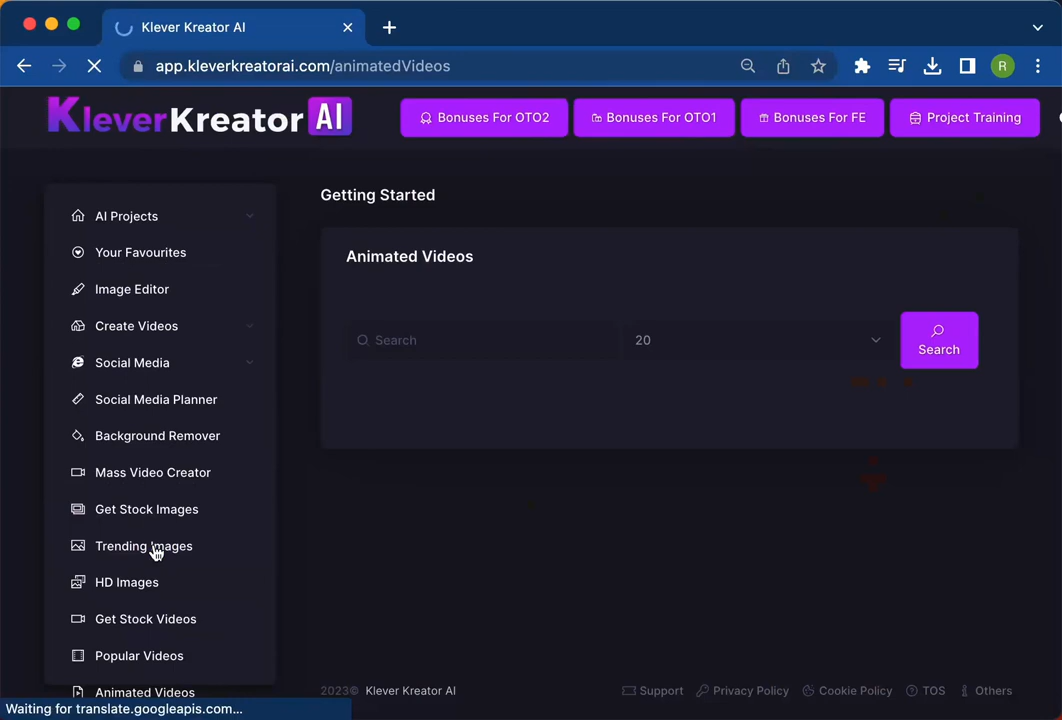 Klever Kreator AI
app.kleverkreatorai.com/animatedVideos
R
KleverKreator AI
Bonuses For OTO2
Bonuses For OTO1
Bonuses For FE
Project Training
AI Projects
Your Favourites
Image Editor
Create Videos
Social Media
Social Media Planner
Background Remover
Mass Video Creator
Get Stock Images
Trending Images
HD Images
Get Stock Videos
Popular Videos
Animated Videos
Getting Started
Animated Videos
Search
20
Search
2023© Klever Kreator AI
Support
Privacy Policy
Cookie Policy
TOS
Others
Waiting for translate.googleapis.com...